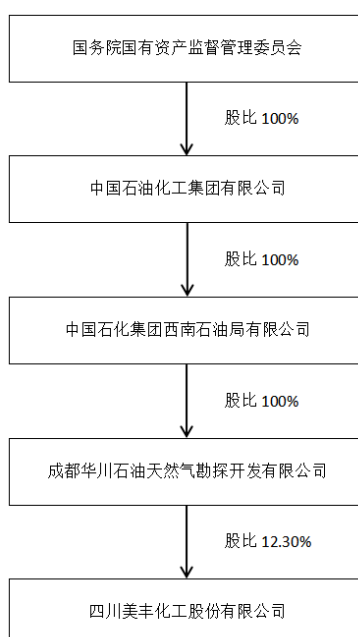 国务院国有资产监督管理委员会
股比 100%
中国石油化工集团有限公司
股比 100%
中国石化集团西南石油局有限公司
股比 100%
成都华川石油天然气勘探开发有限公司
股比 12.30%
四川美丰化工股份有限公司